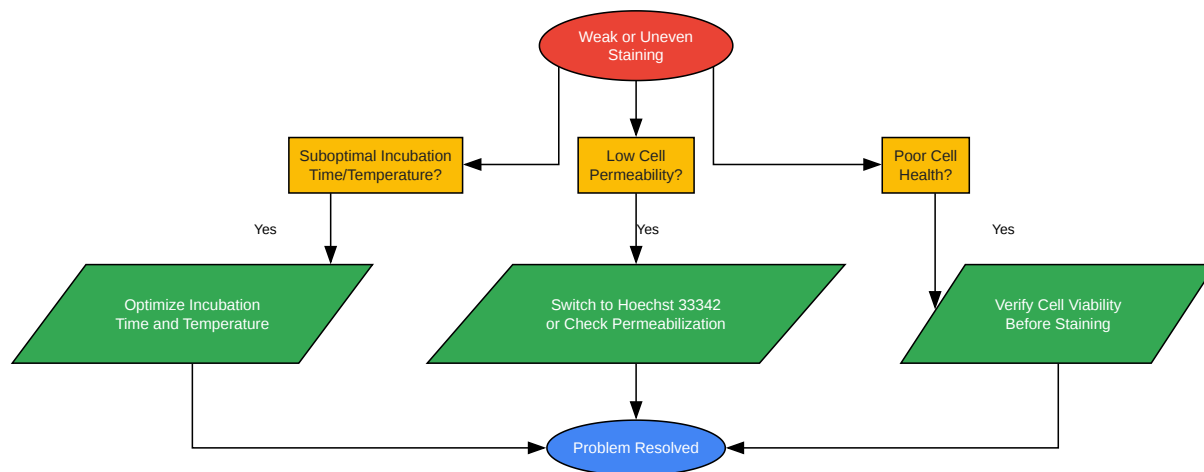 Weak or Uneven
Staining
Suboptimal Incubation
Time/Temperature?
Low Cell
Permeability?
Poor Cell
Health?
Yes
Yes
Yes
Optimize Incubation
Time and Temperature
Switch to Hoechst 33342
or Check Permeabilization
Verify Cell Viability
Before Staining
Problem Resolved